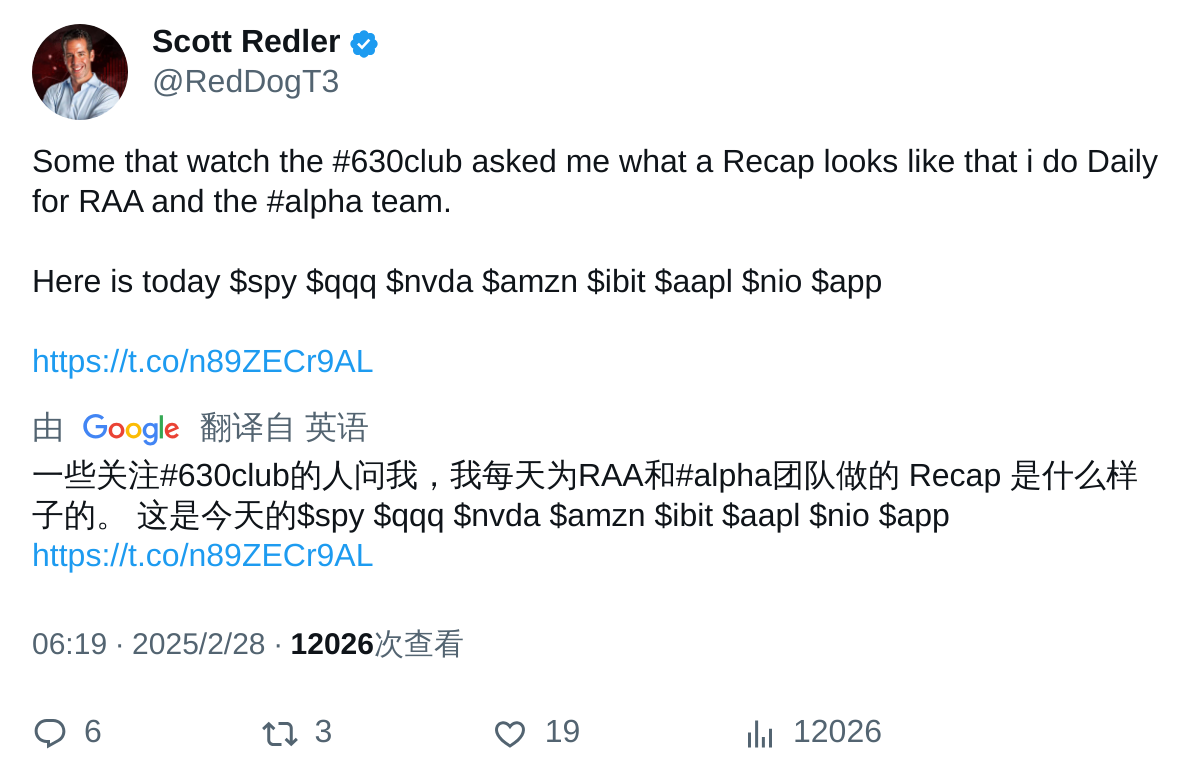 Scott Redler
@RedDogT3
Some that watch the #630club asked me what a Recap looks like that i do Daily
for RAA and the #alpha team.
Here is today $spy $qqq $nvda $amzn $ibit $aapl $nio $app
https://t.co/n89ZECr9AL
由 Google 翻译自 英语
一些关注#630club的人问我，我每天为RAA和#alpha团队做的 Recap 是什么样
子的。 这是今天的$spy $qqq $nvda $amzn $ibit $aapl $nio $app
https://t.co/n89ZECr9AL
06:19 · 2025/2/28 · 12026次查看
6 3 19 12026